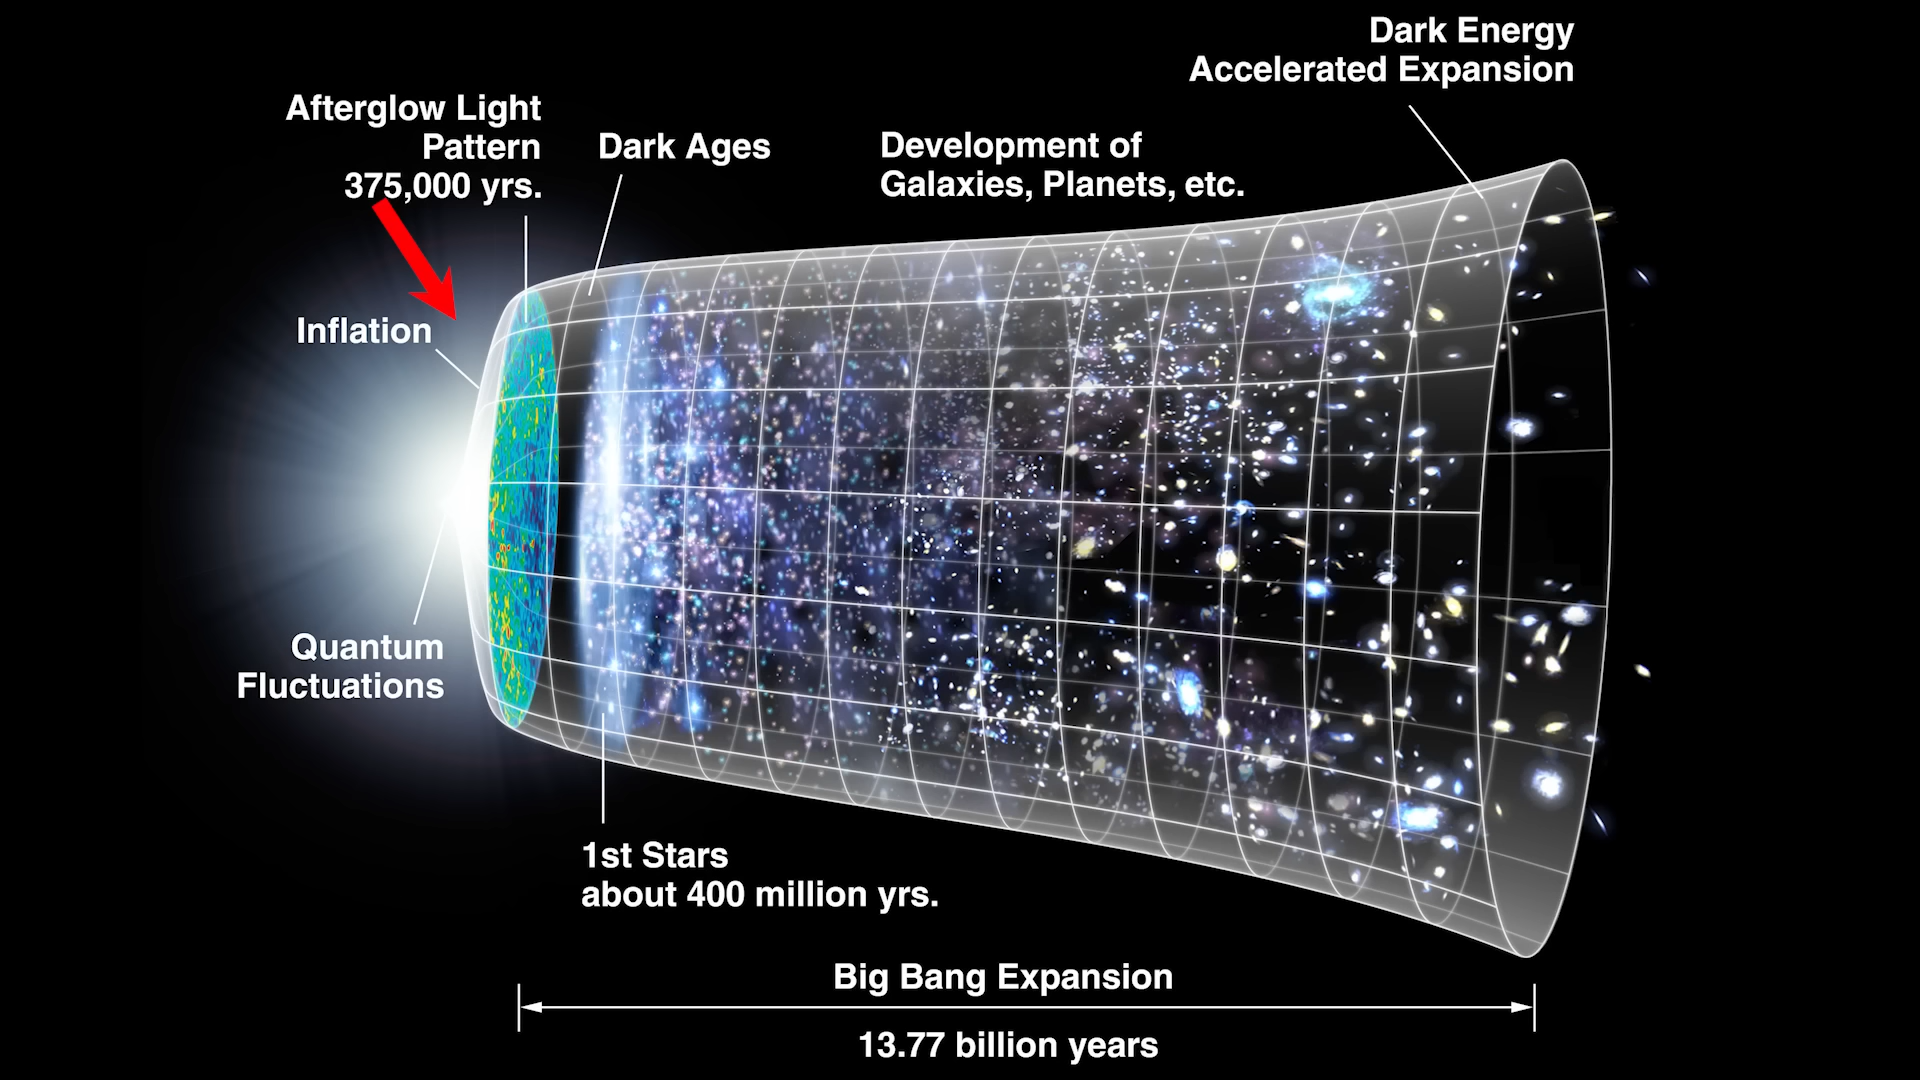 Dark Energy
Accelerated Expansion
Afterglow Light
Pattern
375,000 yrs.
Dark Ages
Development of
Galaxies, Planets, etc.
Inflation
Quantum
Fluctuations
1st Stars
about 400 million yrs.
Big Bang Expansion
13.77 billion years